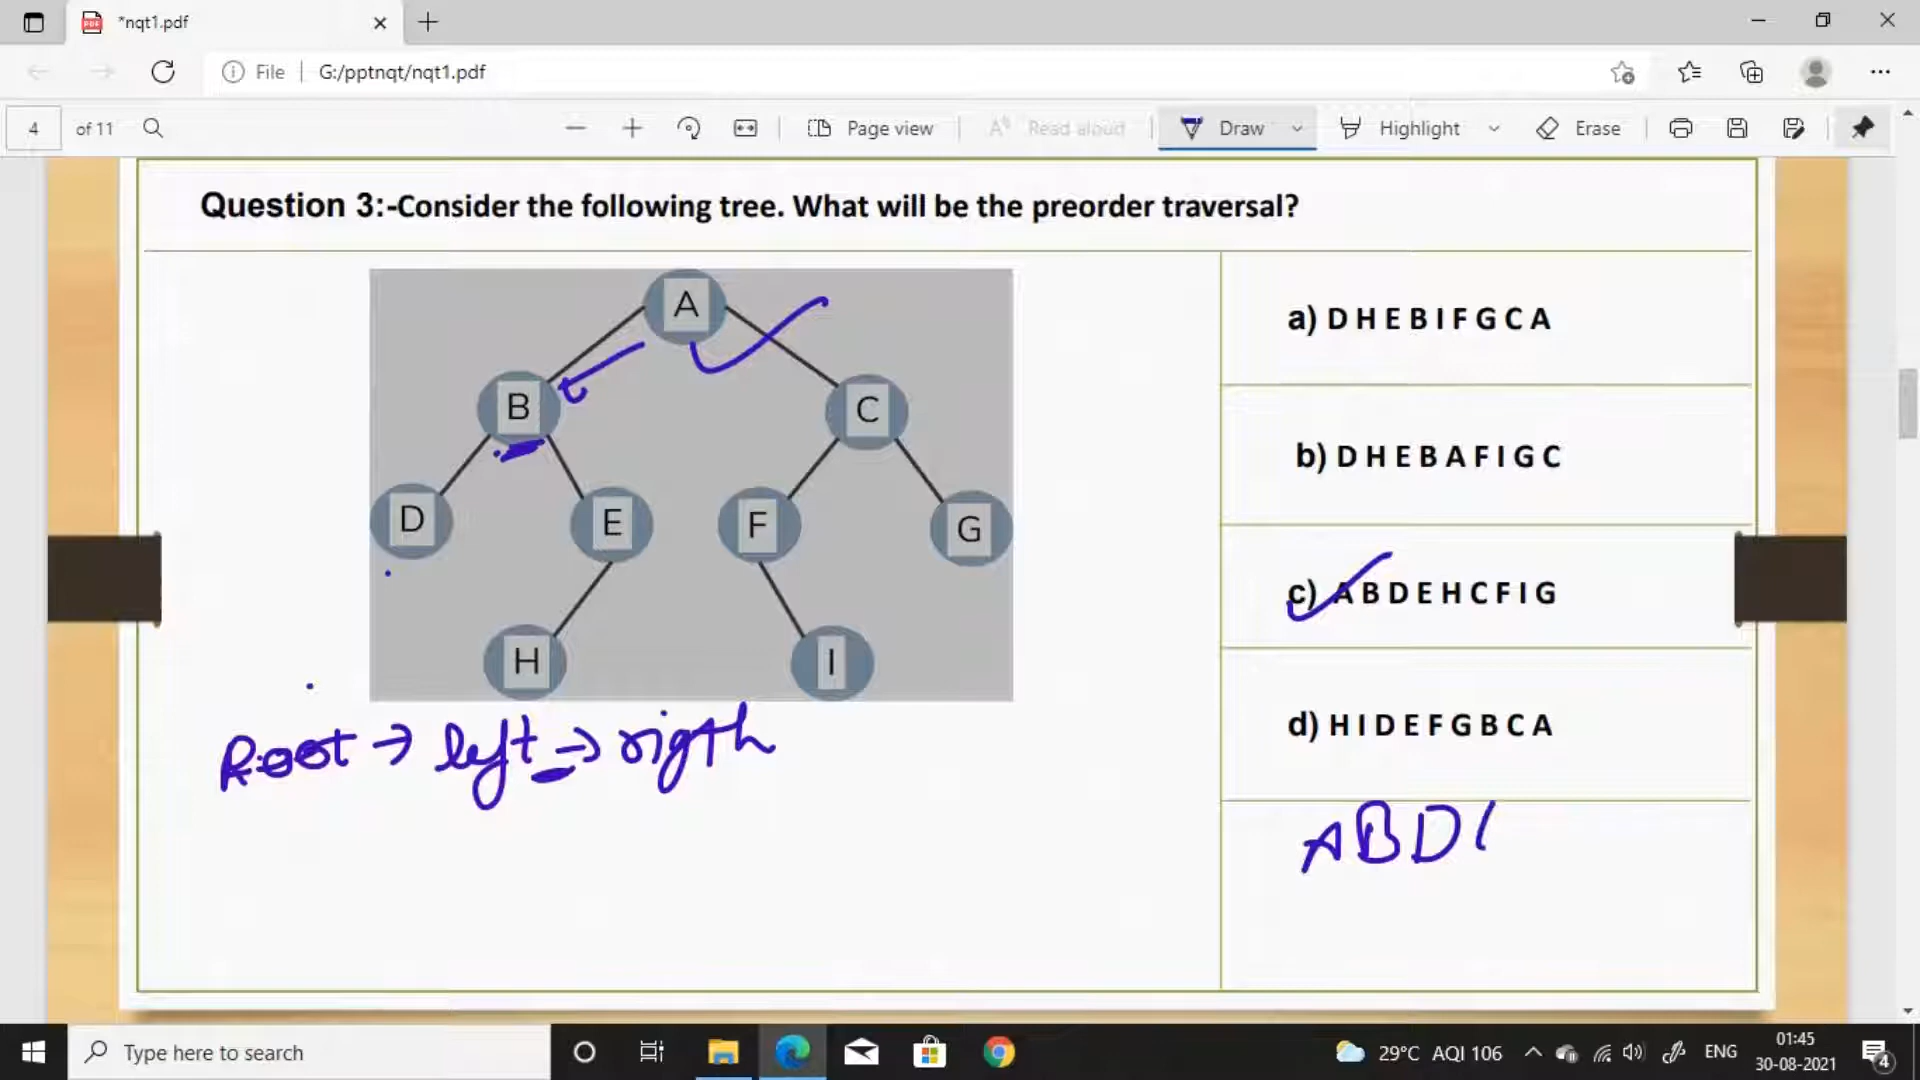 *nqt1.pdf
File
G:/pptnqt/nqt1.pdf
4 of 11
Page view
Read aloud
Draw
Highlight
Erase
Question 3:-Consider the following tree. What will be the preorder traversal?
A
B
C
D
E
F
G
H
I
a) D H E B I F G C A
b) D H E B A F I G C
c) A B D E H C F I G
d) H I D E F G B C A
Root → left → rigth
A B D
Type here to search
29°C AQI 106
ENG
01:45
30-08-2021
4